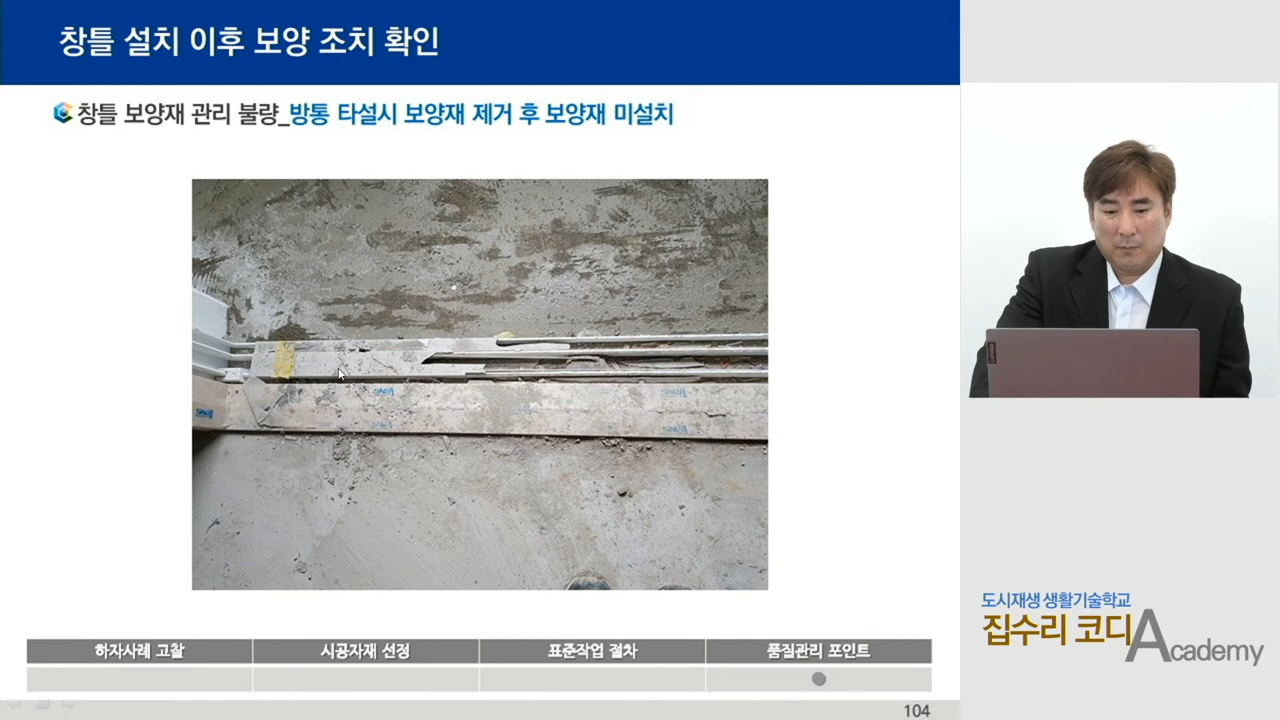 창틀 설치 이후 보양 조치 확인
창틀 보양재 관리 불량_방통 타설시 보양재 제거 후 보양재 미설치
하자사례 고찰
시공자재 선정
표준작업 절차
품질관리 포인트
104
도시재생 생활기술학교
집수리 코디Academy